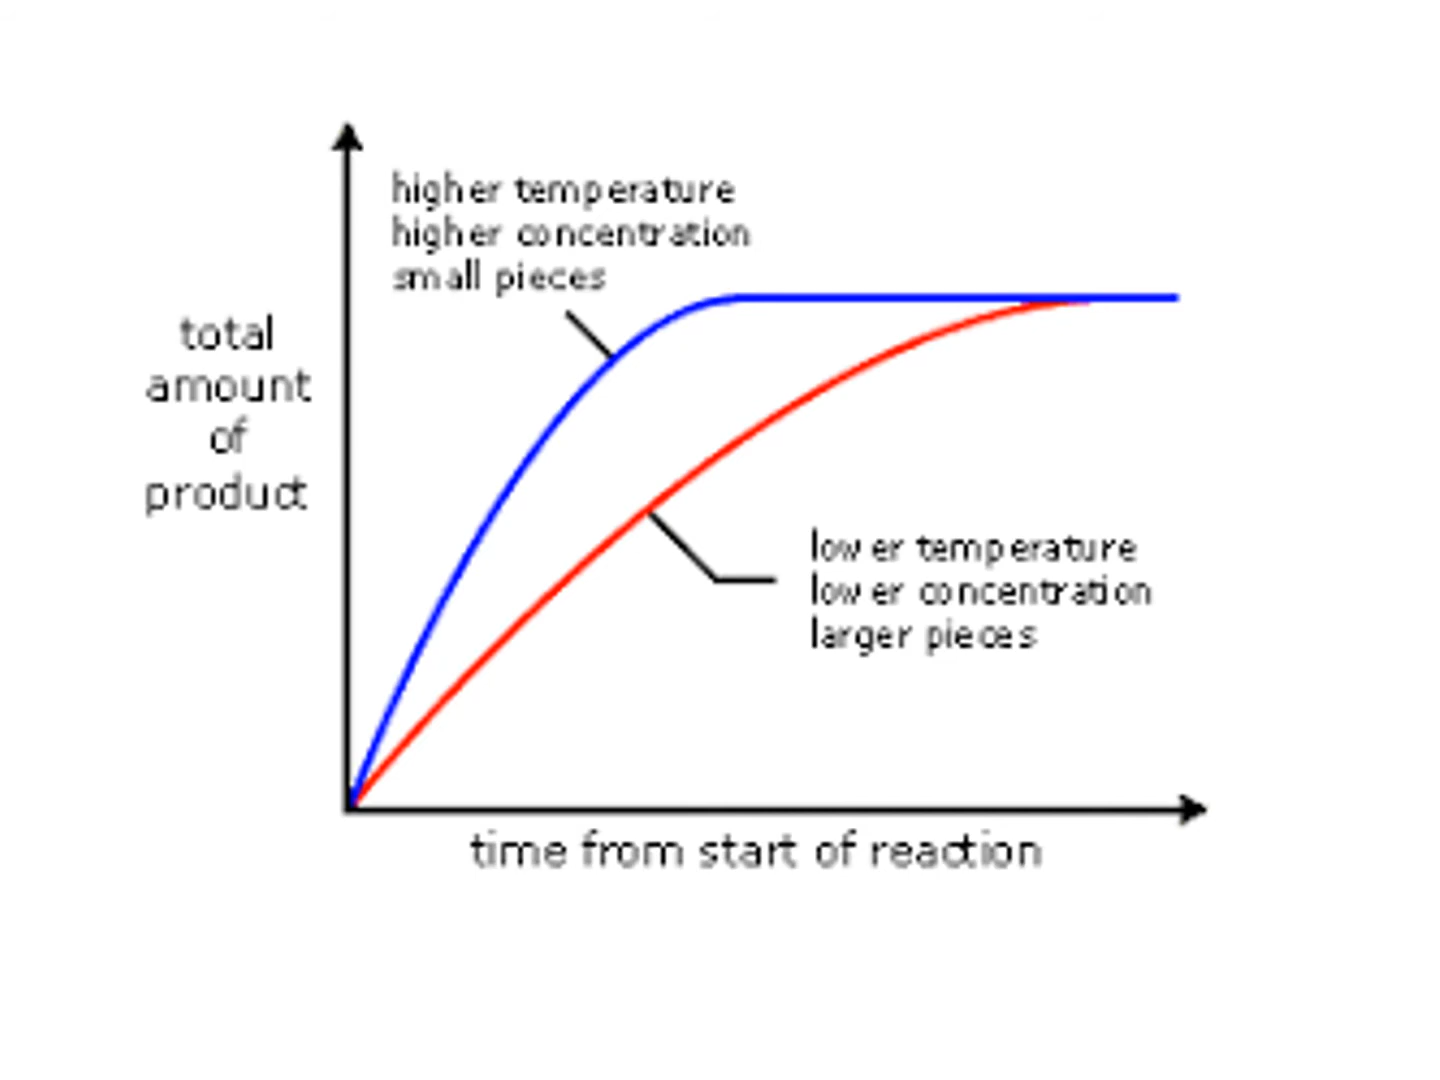 higher temperature
higher concentration
small pieces
total
amount
of
product
lower temperature
lower concentration
larger pieces
time from start of reaction